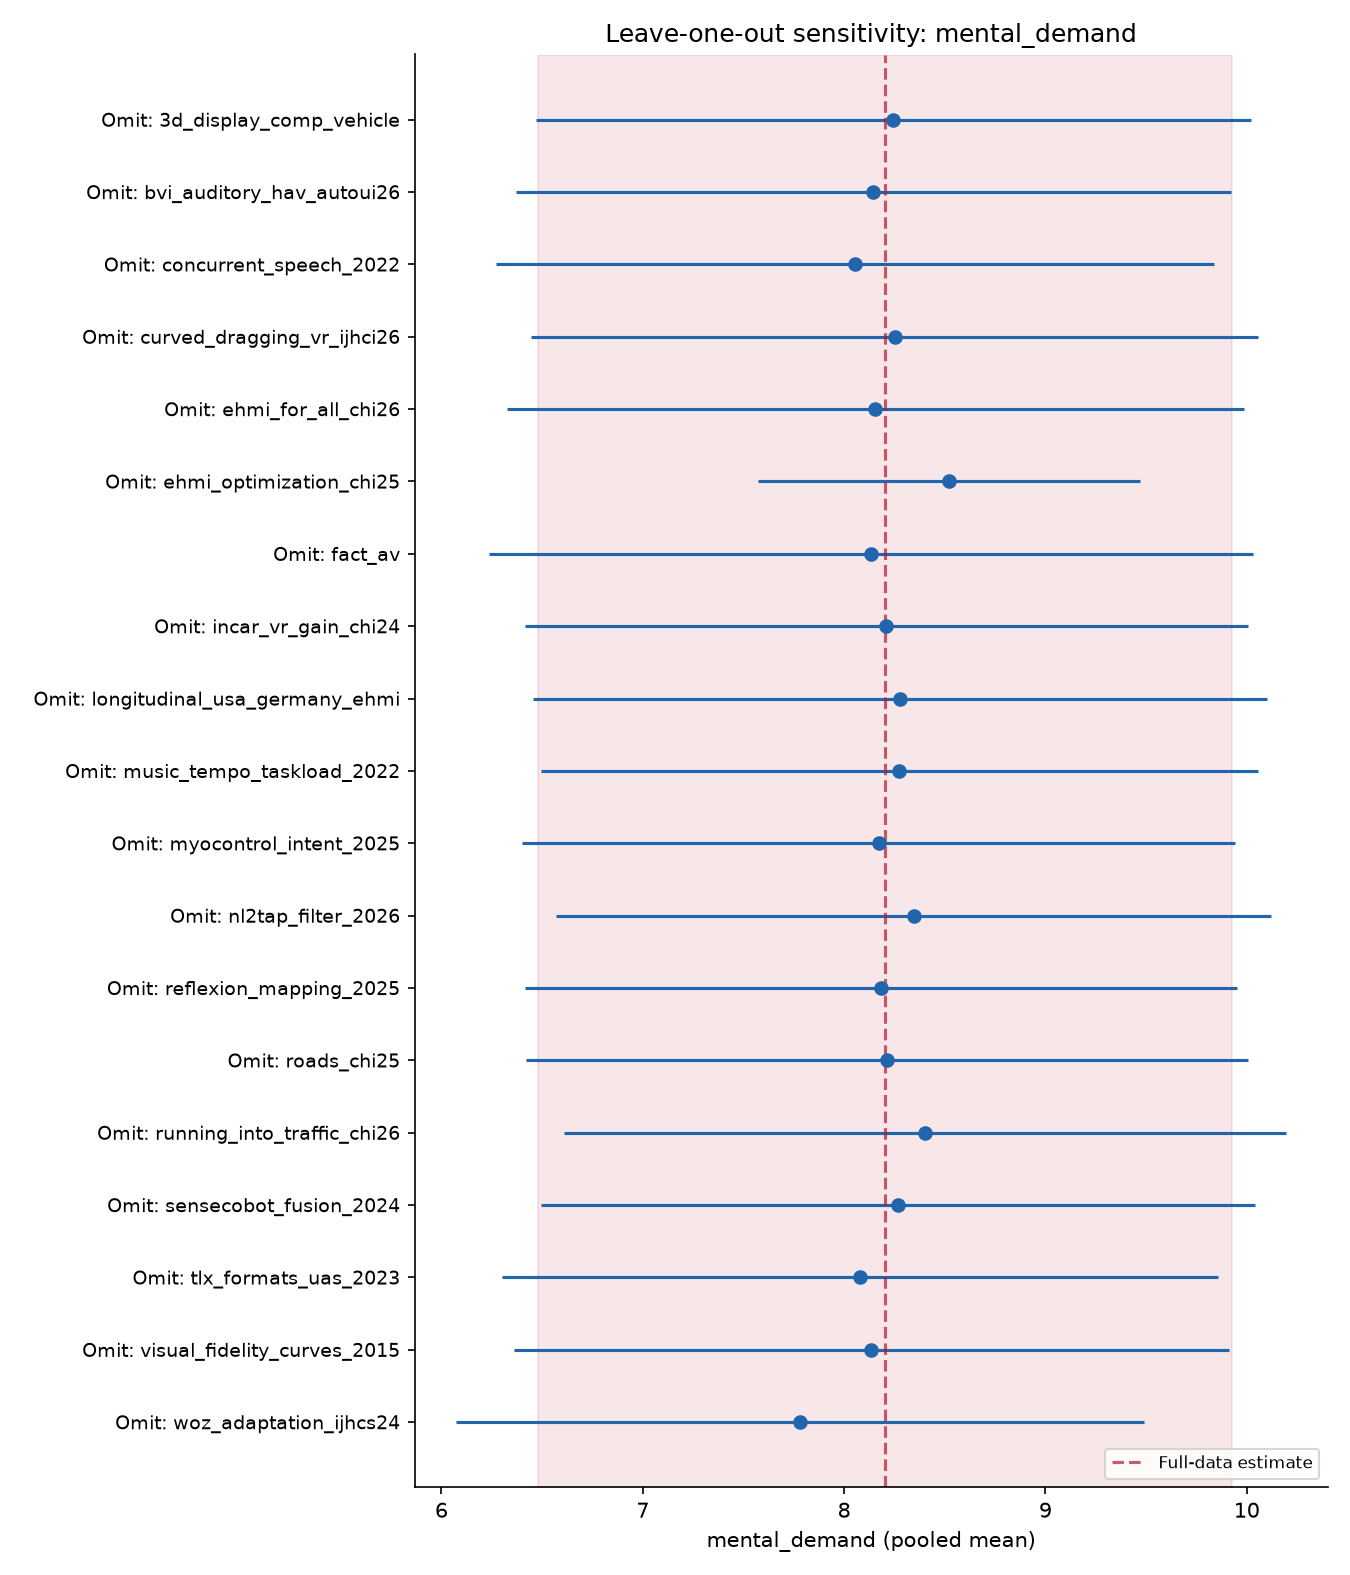 Leave-one-out sensitivity: mental_demand
Omit: 3d_display_comp_vehicle
Omit: bvi_auditory_hav_autoui26
Omit: concurrent_speech_2022
Omit: curved_dragging_vr_ijhci26
Omit: ehmi_for_all_chi26
Omit: ehmi_optimization_chi25
Omit: fact_av
Omit: incar_vr_gain_chi24
Omit: longitudinal_usa_germany_ehmi
Omit: music_tempo_taskload_2022
Omit: myocontrol_intent_2025
Omit: nl2tap_filter_2026
Omit: reflexion_mapping_2025
Omit: roads_chi25
Omit: running_into_traffic_chi26
Omit: sensecobot_fusion_2024
Omit: tlx_formats_uas_2023
Omit: visual_fidelity_curves_2015
Omit: woz_adaptation_ijhcs24
Full-data estimate
6 7 8 9 10
mental_demand (pooled mean)